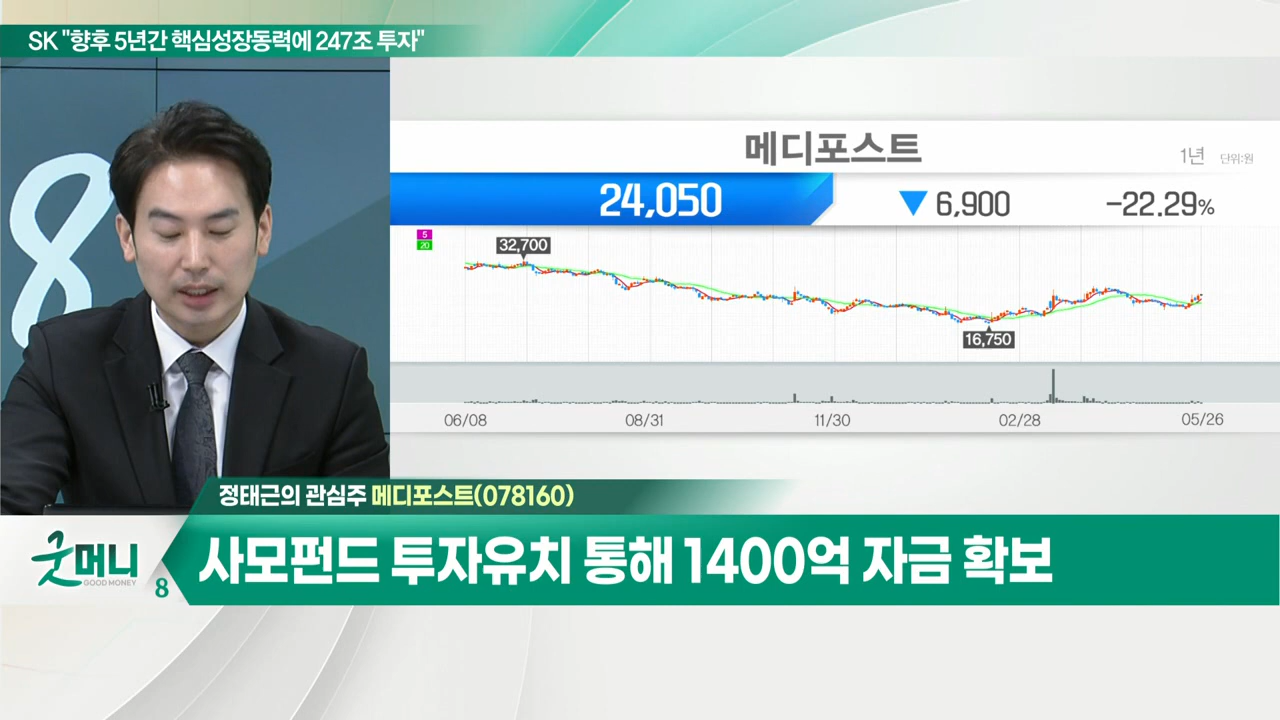 SK "향후 5년간 핵심성장동력에 247조 투자"
8
메디포스트
1년 단위:원
24,050 ▼ 6,900 -22.29%
5
20
32,700
16,750
06/08 08/31 11/30 02/28 05/26
정태근의 관심주 메디포스트(078160)
굿머니
GOOD MONEY
8
사모펀드 투자유치 통해 1400억 자금 확보